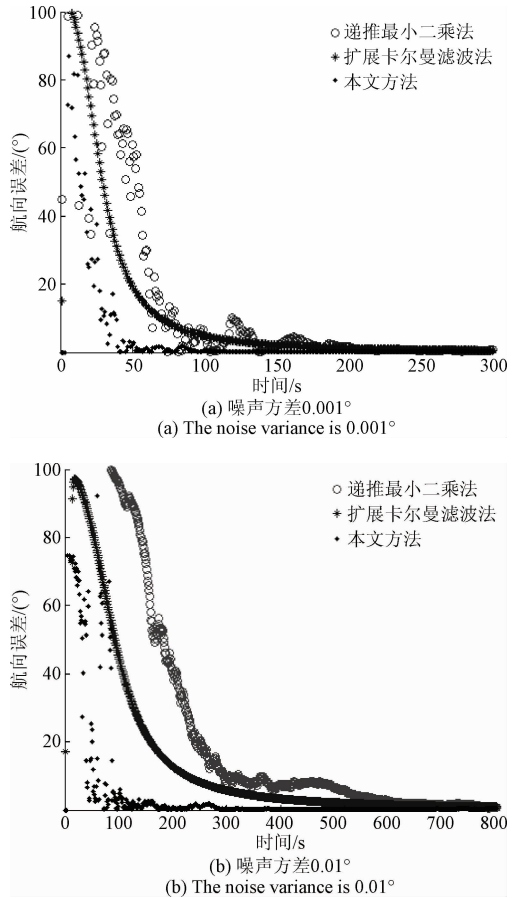 100
80
60
40
20
航向误差/(°)
递推最小二乘法
扩展卡尔曼滤波法
本文方法
0 50 100 150 200 250 300
时间/s
(a) 噪声方差0.001°
(a) The noise variance is 0.001°
100
80
60
40
20
航向误差/(°)
递推最小二乘法
扩展卡尔曼滤波法
本文方法
0 100 200 300 400 500 600 700 800
时间/s
(b) 噪声方差0.01°
(b) The noise variance is 0.01°